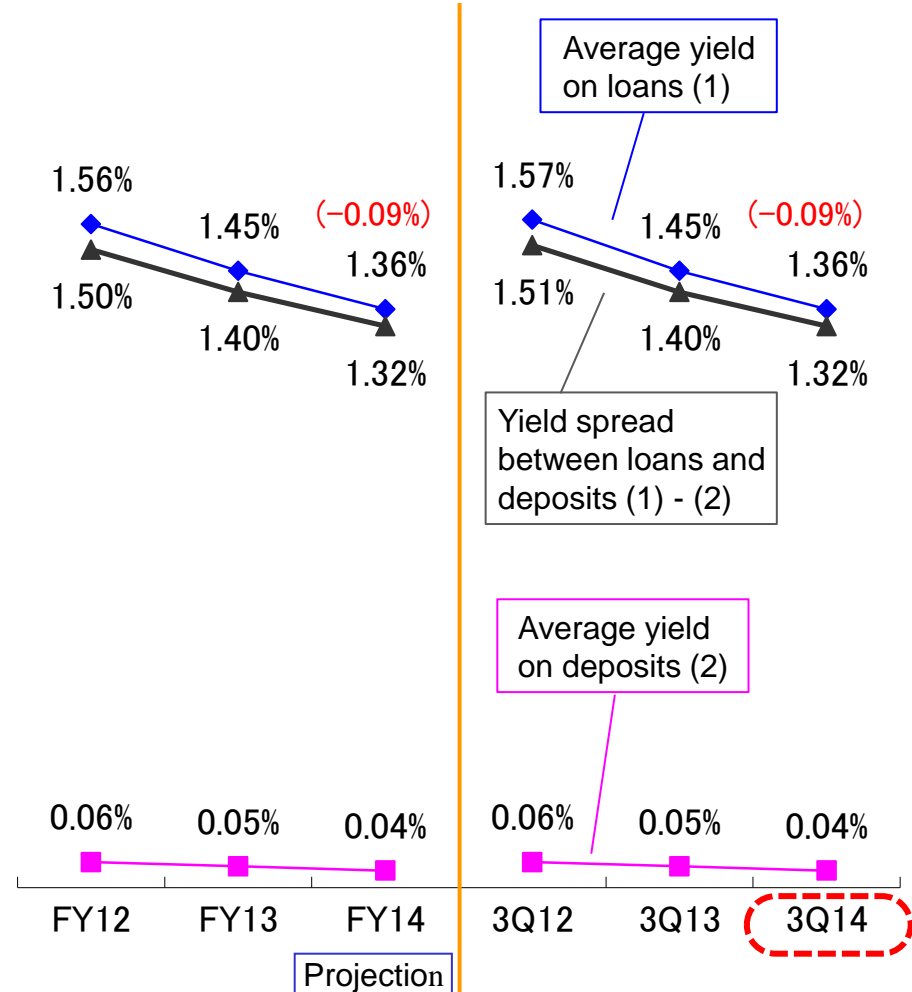 Average yield
on loans (1)
1.56%
1.45%
(-0.09%)
1.36%
1.50%
1.40%
1.32%
1.57%
1.45%
(-0.09%)
1.36%
1.51%
1.40%
1.32%
Yield spread
between loans and
deposits (1) - (2)
Average yield
on deposits (2)
0.06%
0.05%
0.04%
0.06%
0.05%
0.04%
FY12
FY13
FY14
3Q12
3Q13
3Q14
Projection